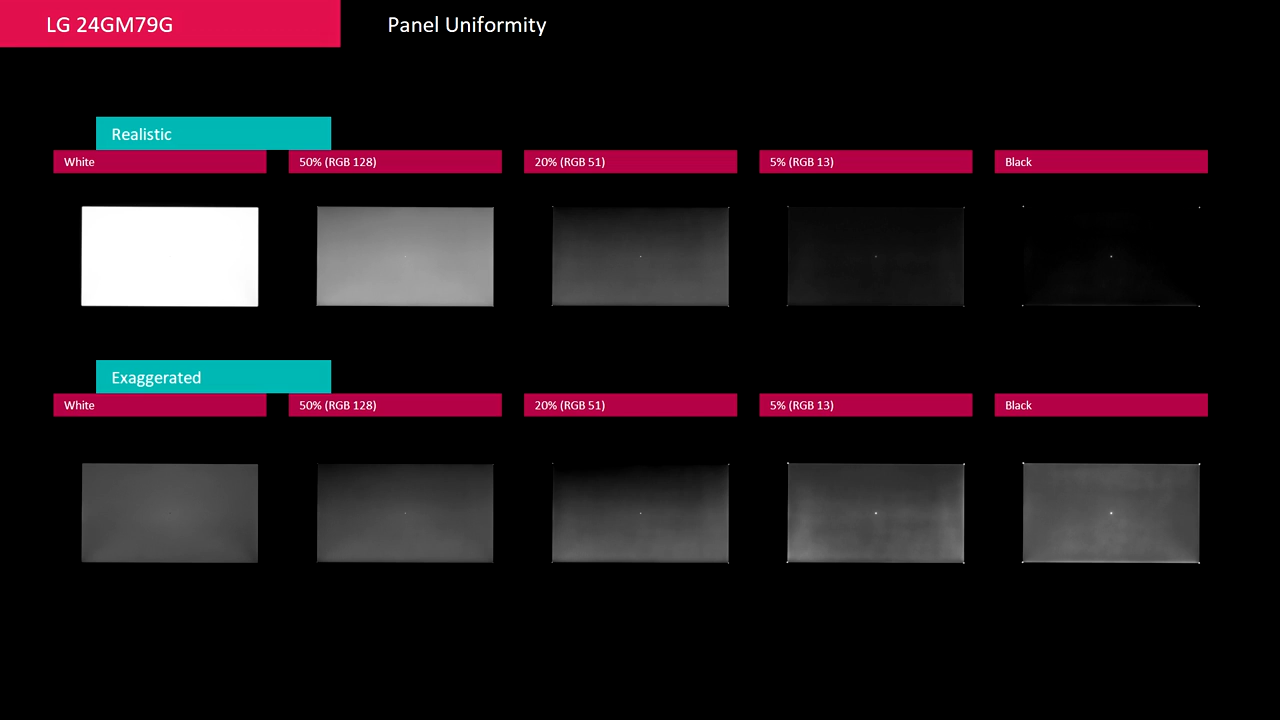 LG 24GM79G
Panel Uniformity
Realistic
White
50% (RGB 128)
20% (RGB 51)
5% (RGB 13)
Black
Exaggerated
White
50% (RGB 128)
20% (RGB 51)
5% (RGB 13)
Black